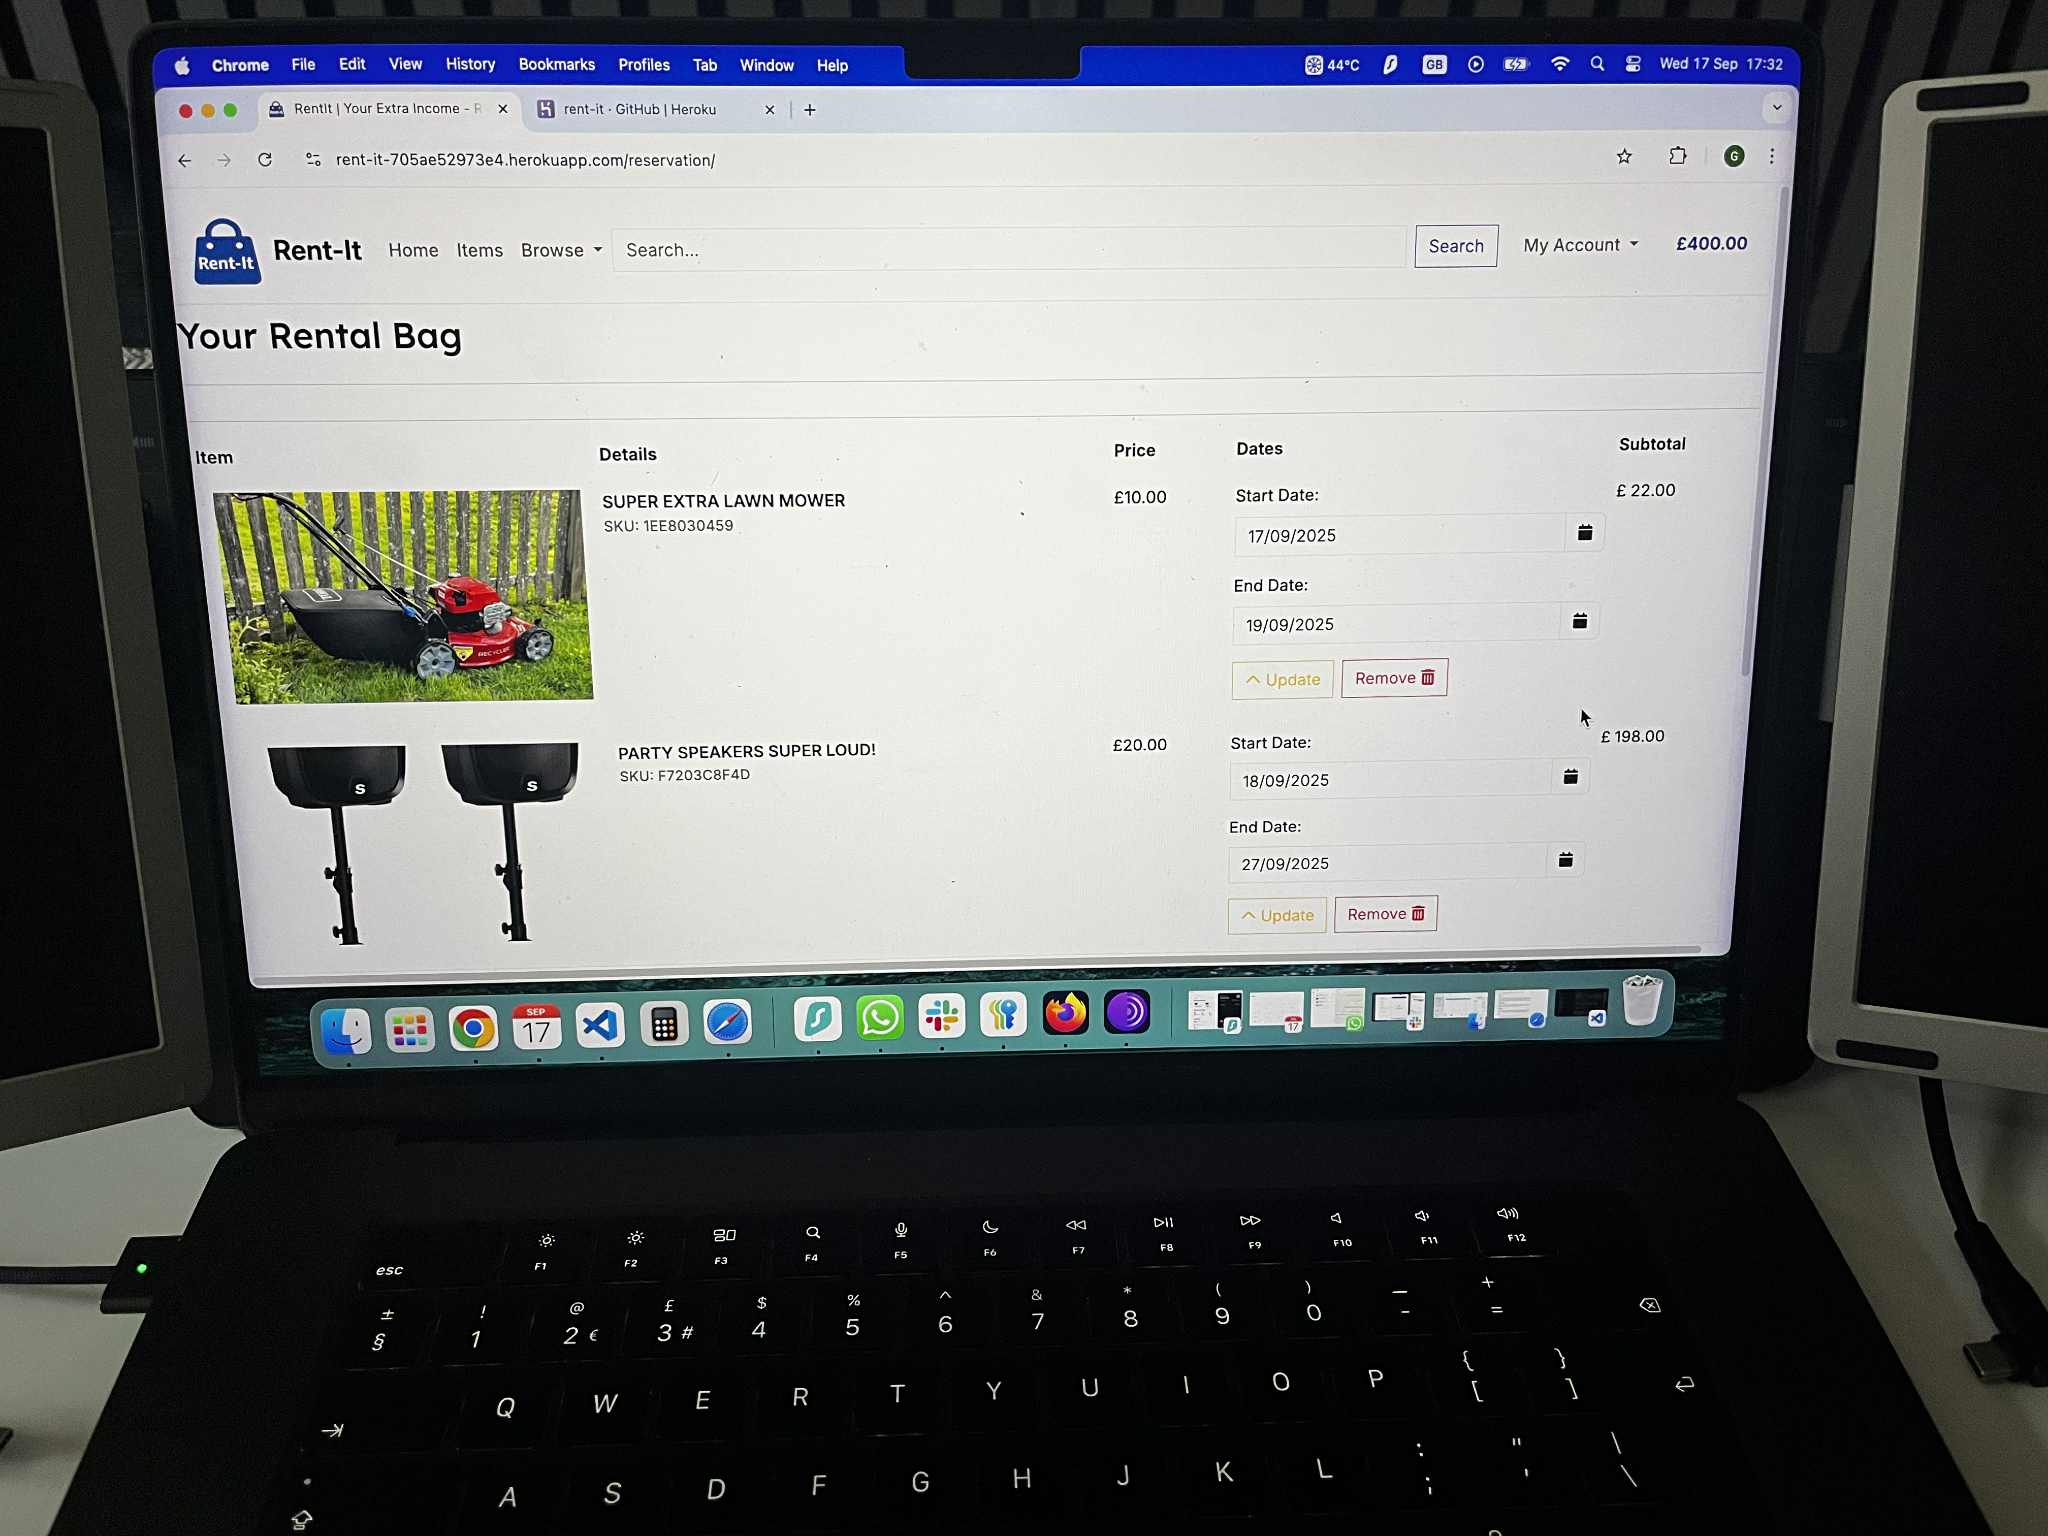 Chrome File Edit View History Bookmarks Profiles Tab Window Help 44°C GB Wed 17 Sep 17:32
RentIt | Your Extra Income - R rent-it · GitHub | Heroku
rent-it-705ae52973e4.herokuapp.com/reservation/ G
Rent-It Rent-It Home Items Browse Search... Search My Account £400.00
Your Rental Bag
Item Details Price Dates Subtotal
SUPER EXTRA LAWN MOWER £10.00 Start Date: £ 22.00
SKU: 1EE8030459
17/09/2025
End Date:
19/09/2025
RECYCLER
Update Remove
PARTY SPEAKERS SUPER LOUD! £20.00 Start Date: £ 198.00
SKU: F7203C8F4D
18/09/2025
S S
End Date:
27/09/2025
Update Remove
SEP
17
17
esc F1 F2 F3 F4 F5 F6 F7 F8 F9 F10 F11 F12
± ! @ £ $ % ^ & * ( ) _ +
§ 1 2 € 3 # 4 5 6 7 8 9 0 - =
Q W E R T Y U I O P { [ } ]
A S D F G H J K L : ; " ' | \